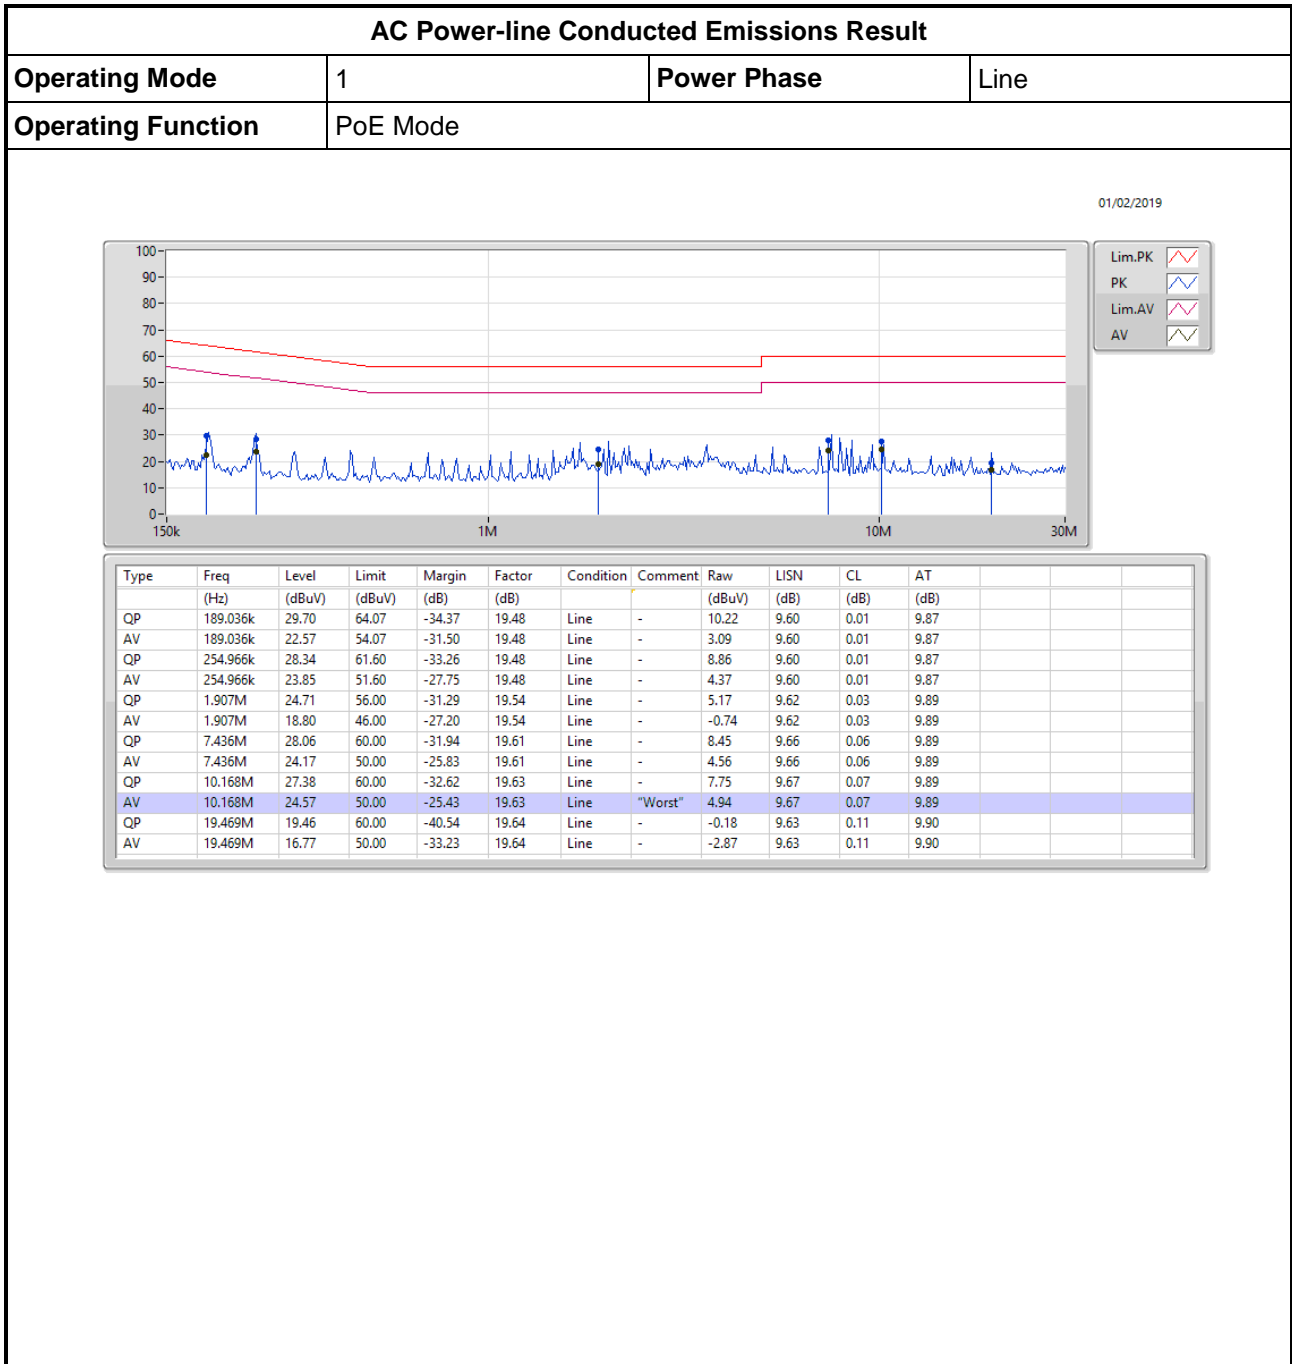 AC Power-line Conducted Emissions Result
Operating Mode 1 Power Phase Line
Operating Function PoE Mode
01/02/2019
100
90
80
70
60
50
40
30
20
10
0
150k 1M 10M 30M
Lim.PK
PK
Lim.AV
AV
Type Freq Level Limit Margin Factor Condition Comment Raw LISN CL AT
(Hz) (dBuV) (dBuV) (dB) (dB) (dBuV) (dB) (dB) (dB)
QP 189.036k 29.70 64.07 -34.37 19.48 Line - 10.22 9.60 0.01 9.87
AV 189.036k 22.57 54.07 -31.50 19.48 Line - 3.09 9.60 0.01 9.87
QP 254.966k 28.34 61.60 -33.26 19.48 Line - 8.86 9.60 0.01 9.87
AV 254.966k 23.85 51.60 -27.75 19.48 Line - 4.37 9.60 0.01 9.87
QP 1.907M 24.71 56.00 -31.29 19.54 Line - 5.17 9.62 0.03 9.89
AV 1.907M 18.80 46.00 -27.20 19.54 Line - -0.74 9.62 0.03 9.89
QP 7.436M 28.06 60.00 -31.94 19.61 Line - 8.45 9.66 0.06 9.89
AV 7.436M 24.17 50.00 -25.83 19.61 Line - 4.56 9.66 0.06 9.89
QP 10.168M 27.38 60.00 -32.62 19.63 Line - 7.75 9.67 0.07 9.89
AV 10.168M 24.57 50.00 -25.43 19.63 Line "Worst" 4.94 9.67 0.07 9.89
QP 19.469M 19.46 60.00 -40.54 19.64 Line - -0.18 9.63 0.11 9.90
AV 19.469M 16.77 50.00 -33.23 19.64 Line - -2.87 9.63 0.11 9.90